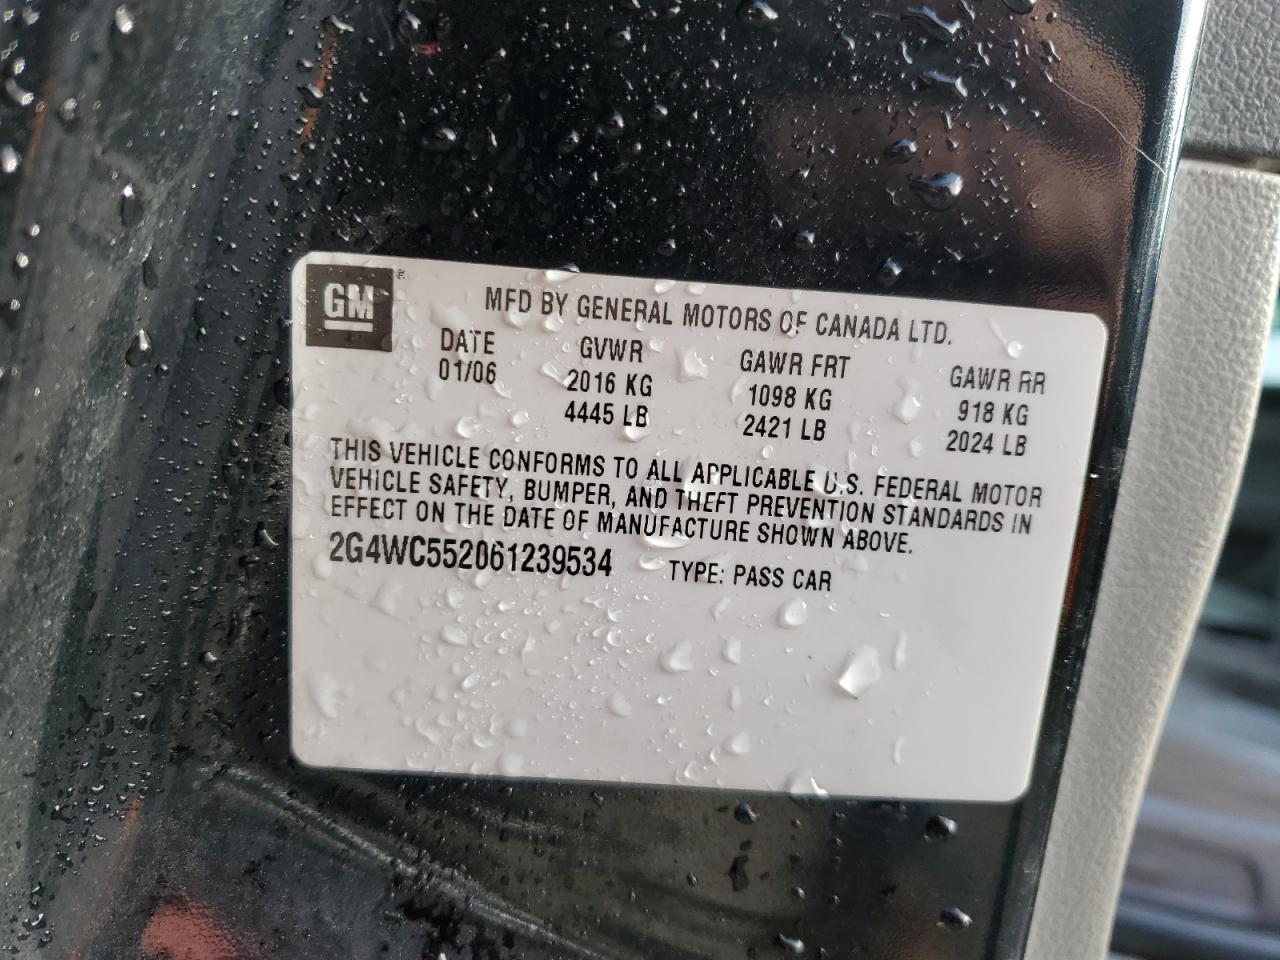 GM®
MFD BY GENERAL MOTORS OF CANADA LTD.
DATE GVWR GAWR FRT GAWR RR
01/06 2016 KG 1098 KG 918 KG
4445 LB 2421 LB 2024 LB
THIS VEHICLE CONFORMS TO ALL APPLICABLE U.S. FEDERAL MOTOR
VEHICLE SAFETY, BUMPER, AND THEFT PREVENTION STANDARDS IN
EFFECT ON THE DATE OF MANUFACTURE SHOWN ABOVE.
2G4WC552061239534 TYPE: PASS CAR